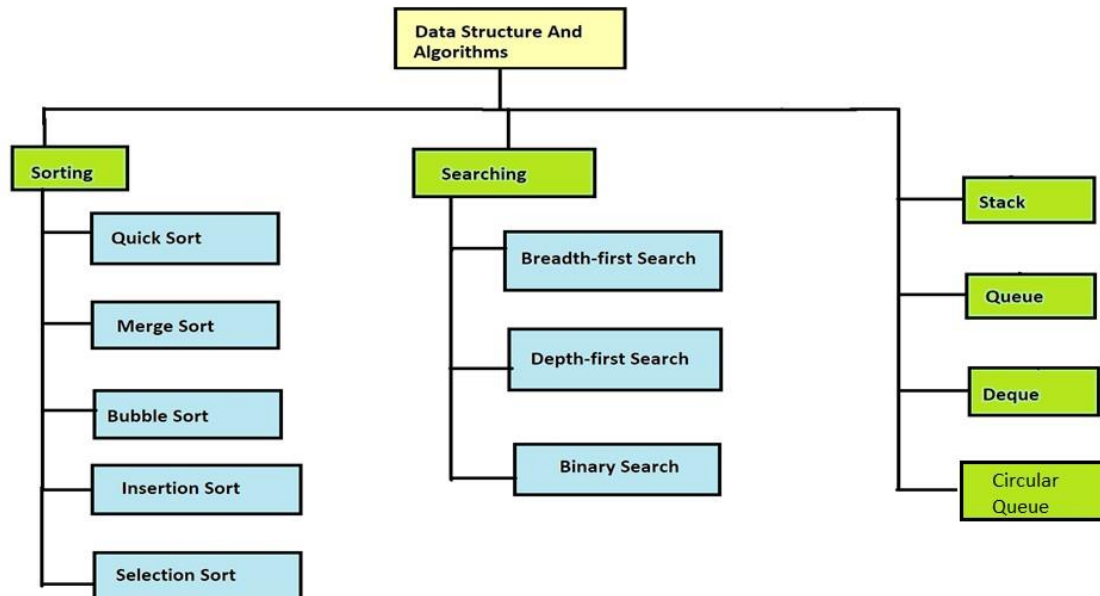 Data Structure And
Algorithms
Sorting
Quick Sort
Merge Sort
Bubble Sort
Insertion Sort
Selection Sort
Searching
Breadth-first Search
Depth-first Search
Binary Search
Stack
Queue
Deque
Circular
Queue